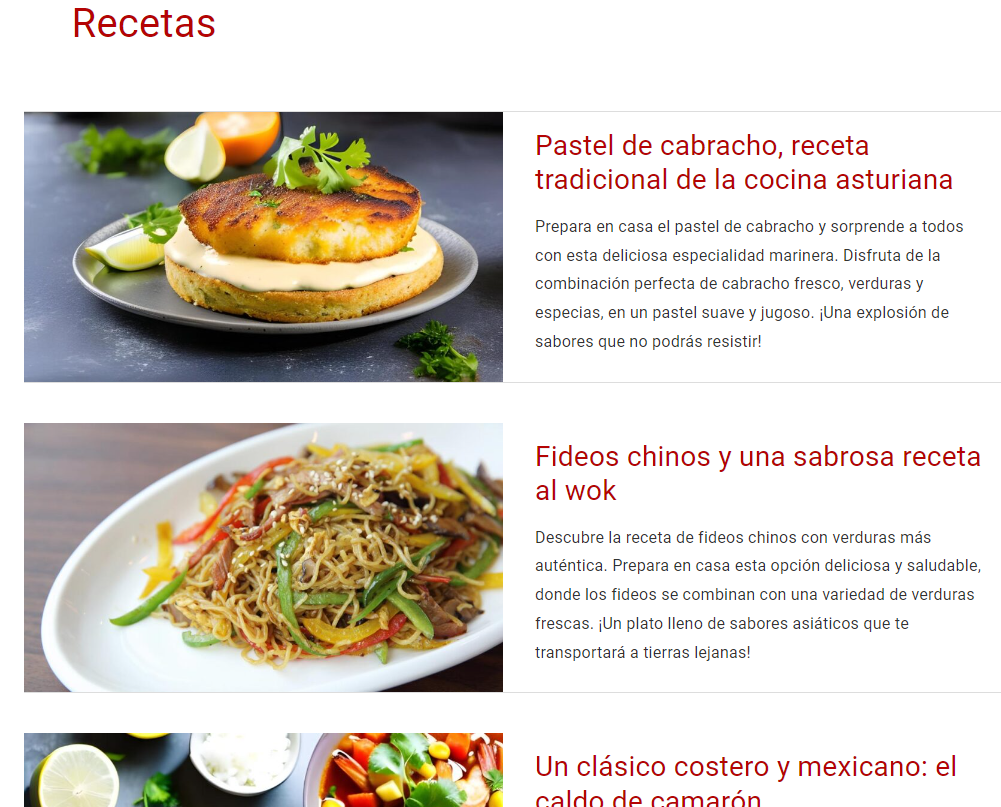 Recetas
Pastel de cabracho, receta
tradicional de la cocina asturiana
Prepara en casa el pastel de cabracho y sorprende a todos
con esta deliciosa especialidad marinera. Disfruta de la
combinación perfecta de cabracho fresco, verduras y
especias, en un pastel suave y jugoso. ¡Una explosión de
sabores que no podrás resistir!
Fideos chinos y una sabrosa receta
al wok
Descubre la receta de fideos chinos con verduras más
auténtica. Prepara en casa esta opción deliciosa y saludable,
donde los fideos se combinan con una variedad de verduras
frescas. ¡Un plato lleno de sabores asiáticos que te
transportará a tierras lejanas!
Un clásico costero y mexicano: el
caldo de camarón